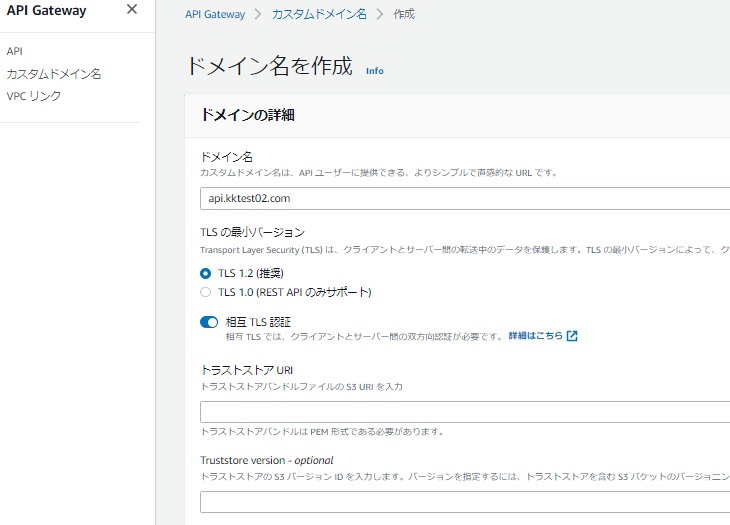 API Gateway
API Gateway カスタムドメイン名 作成
API
カスタムドメイン名
VPC リンク
ドメイン名を作成 Info
ドメインの詳細
ドメイン名
カスタムドメイン名は、API ユーザーに提供できる、よりシンプルで直感的な URL です。
api.kktest02.com
TLS の最小バージョン
Transport Layer Security (TLS) は、クライアントとサーバー間の転送中のデータを保護します。TLS の最小バージョンによって、ク
TLS 1.2 (推奨)
TLS 1.0 (REST API のみサポート)
相互 TLS 認証
相互 TLS では、クライアントとサーバー間の双方向認証が必要です。 詳細はこちら
トラストストア URI
トラストストアバンドルファイルの S3 URI を入力
トラストストアバンドルは PEM 形式である必要があります。
Truststore version - optional
トラストストアの S3 バージョン ID を入力します。バージョンを指定するには、トラストストアを含む S3 バケットのバージョニン